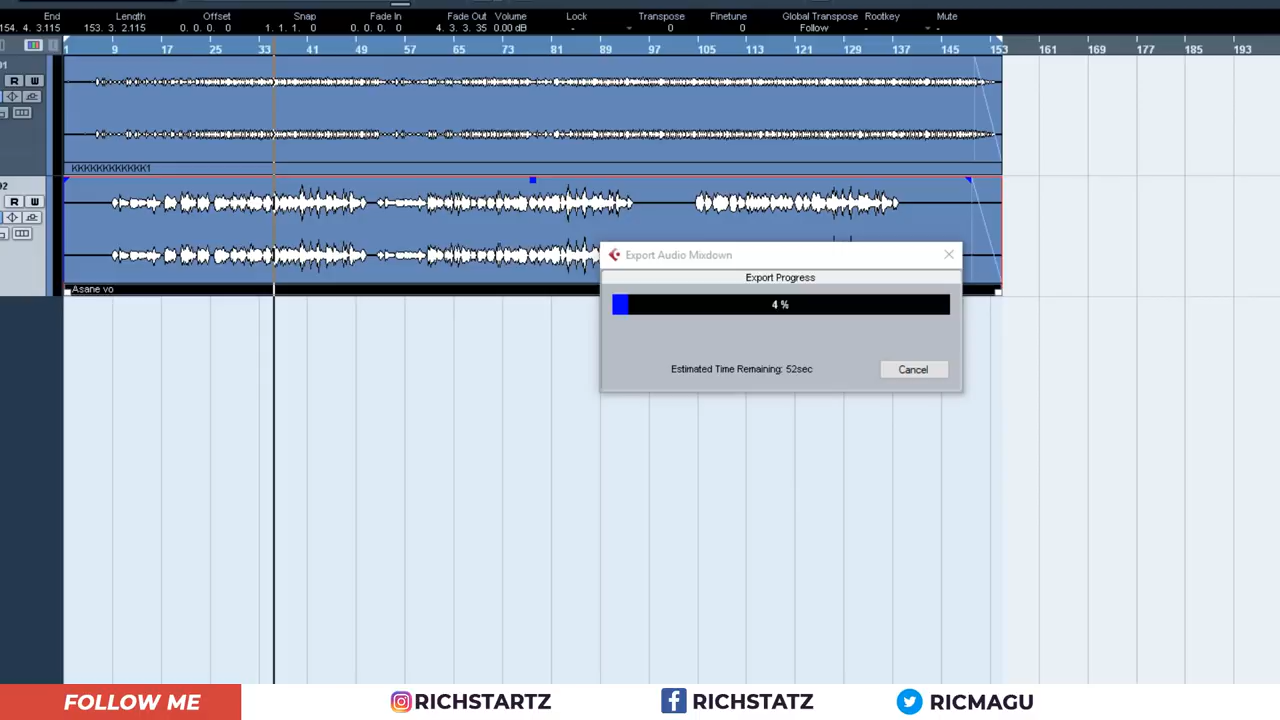 End Length Offset Snap Fade In Fade Out Volume Lock Transpose Finetune Global Transpose Rootkey Mute
154. 4. 3.115 153. 3. 2.115 0. 0. 0. 0 1. 1. 1. 0 0. 0. 0. 0 4. 3. 3. 35 0.00 dB - 0 0 Follow - -
1 9 17 25 33 41 49 57 65 73 81 89 97 105 113 121 129 137 145 153 161 169 177 185 193
01
R W
KKKKKKKKKKKK1
02
R W
Asane vo
Export Audio Mixdown
Export Progress
4 %
Estimated Time Remaining: 52sec
Cancel
FOLLOW ME
RICHSTARTZ
RICHSTATZ
RICMAGU